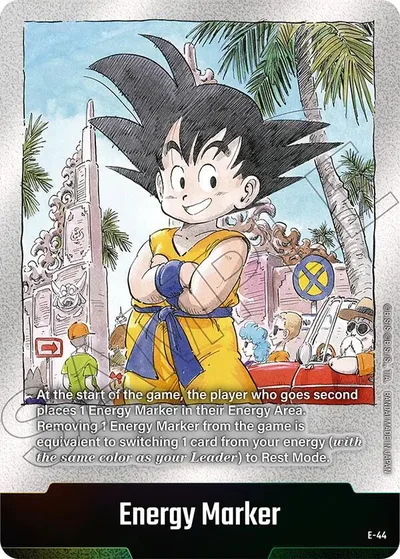 At the start of the game, the player who goes second
places 1 Energy Marker in their Energy Area.
Removing 1 Energy Marker from the game is
equivalent to switching 1 card from your energy (with
the same color as your Leader) to Rest Mode.
Energy Marker
E-44